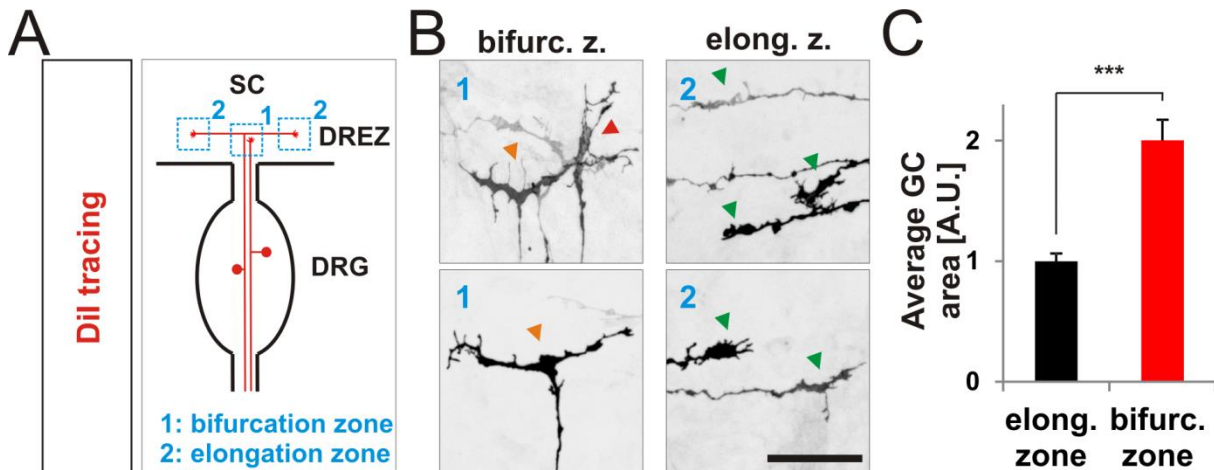 A
DiI tracing
SC
2
1
2
DREZ
DRG
1: bifurcation zone
2: elongation zone
B
bifurc. z.
elong. z.
1
2
1
2
C
***
Average GC
area [A.U.]
2
1
0
elong.
zone
bifurc.
zone